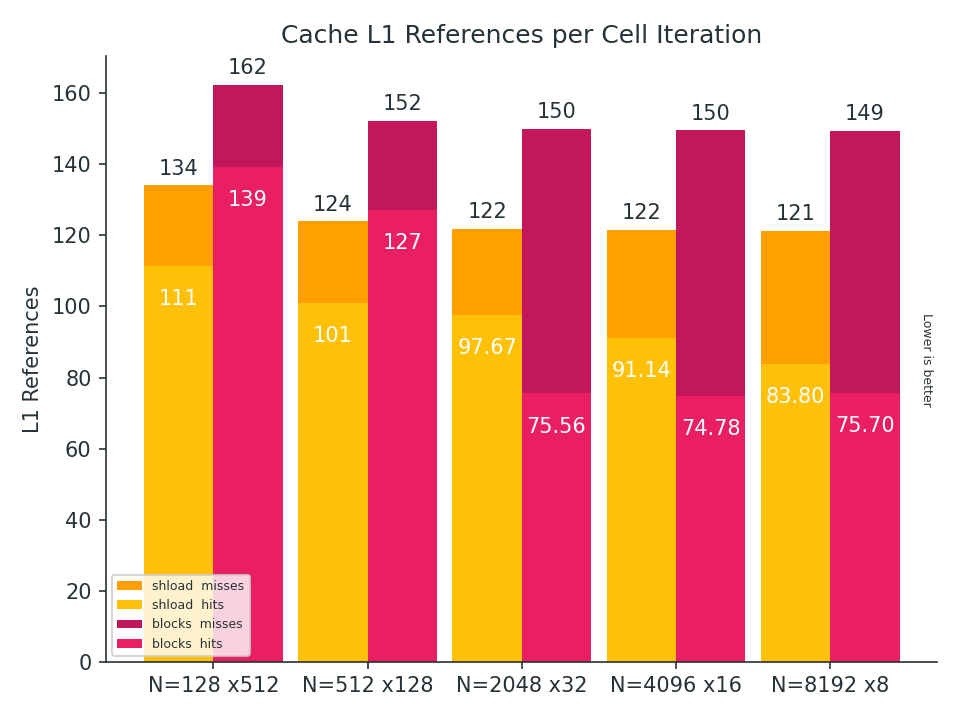 Cache L1 References per Cell Iteration
L1 References
160
140
120
100
80
60
40
20
0
134
162
111
139
124
152
101
127
122
150
97.67
75.56
122
150
91.14
74.78
121
149
83.80
75.70
Lower is better
shload  misses
shload  hits
blocks  misses
blocks  hits
N=128 x512
N=512 x128
N=2048 x32
N=4096 x16
N=8192 x8